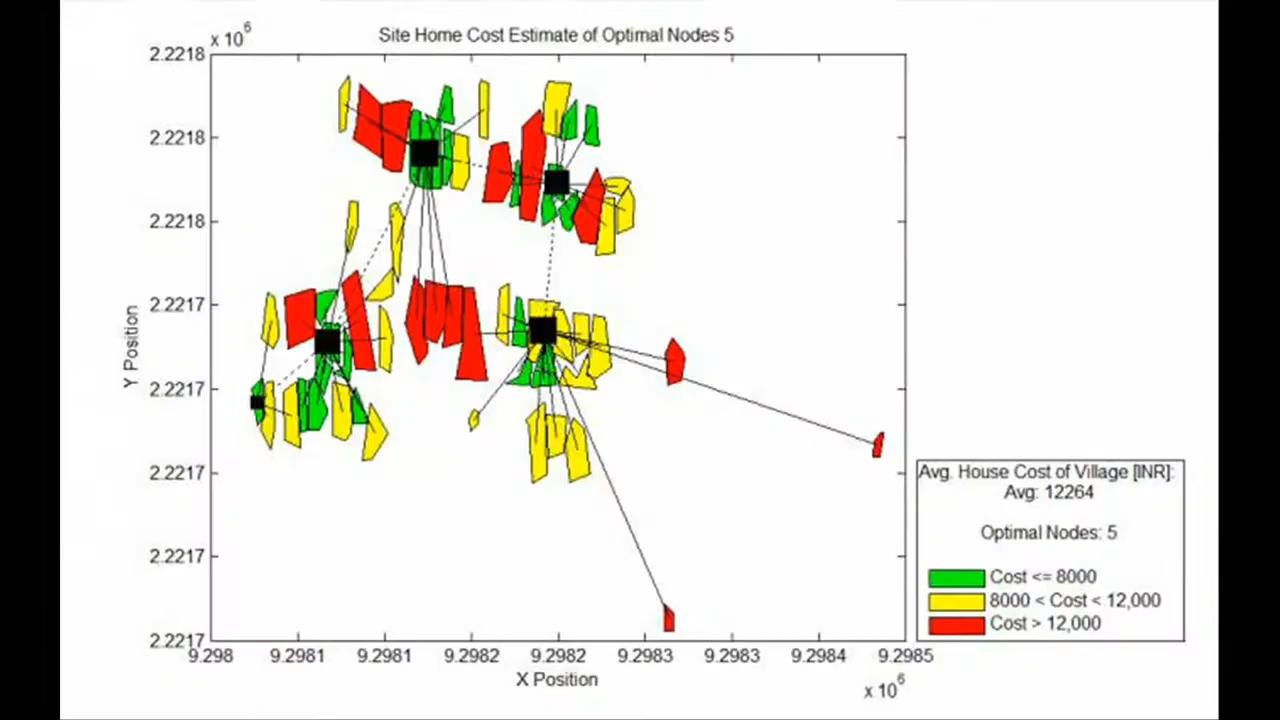 Site Home Cost Estimate of Optimal Nodes 5
x 10^6
2.2218
2.2218
2.2218
2.2217
2.2217
2.2217
2.2217
2.2217
Y Position
9.298 9.2981 9.2981 9.2982 9.2982 9.2983 9.2983 9.2984 9.2985
X Position
x 10^6
Avg. House Cost of Village [INR]:
Avg: 12264
Optimal Nodes: 5
Cost <= 8000
8000 < Cost < 12,000
Cost > 12,000